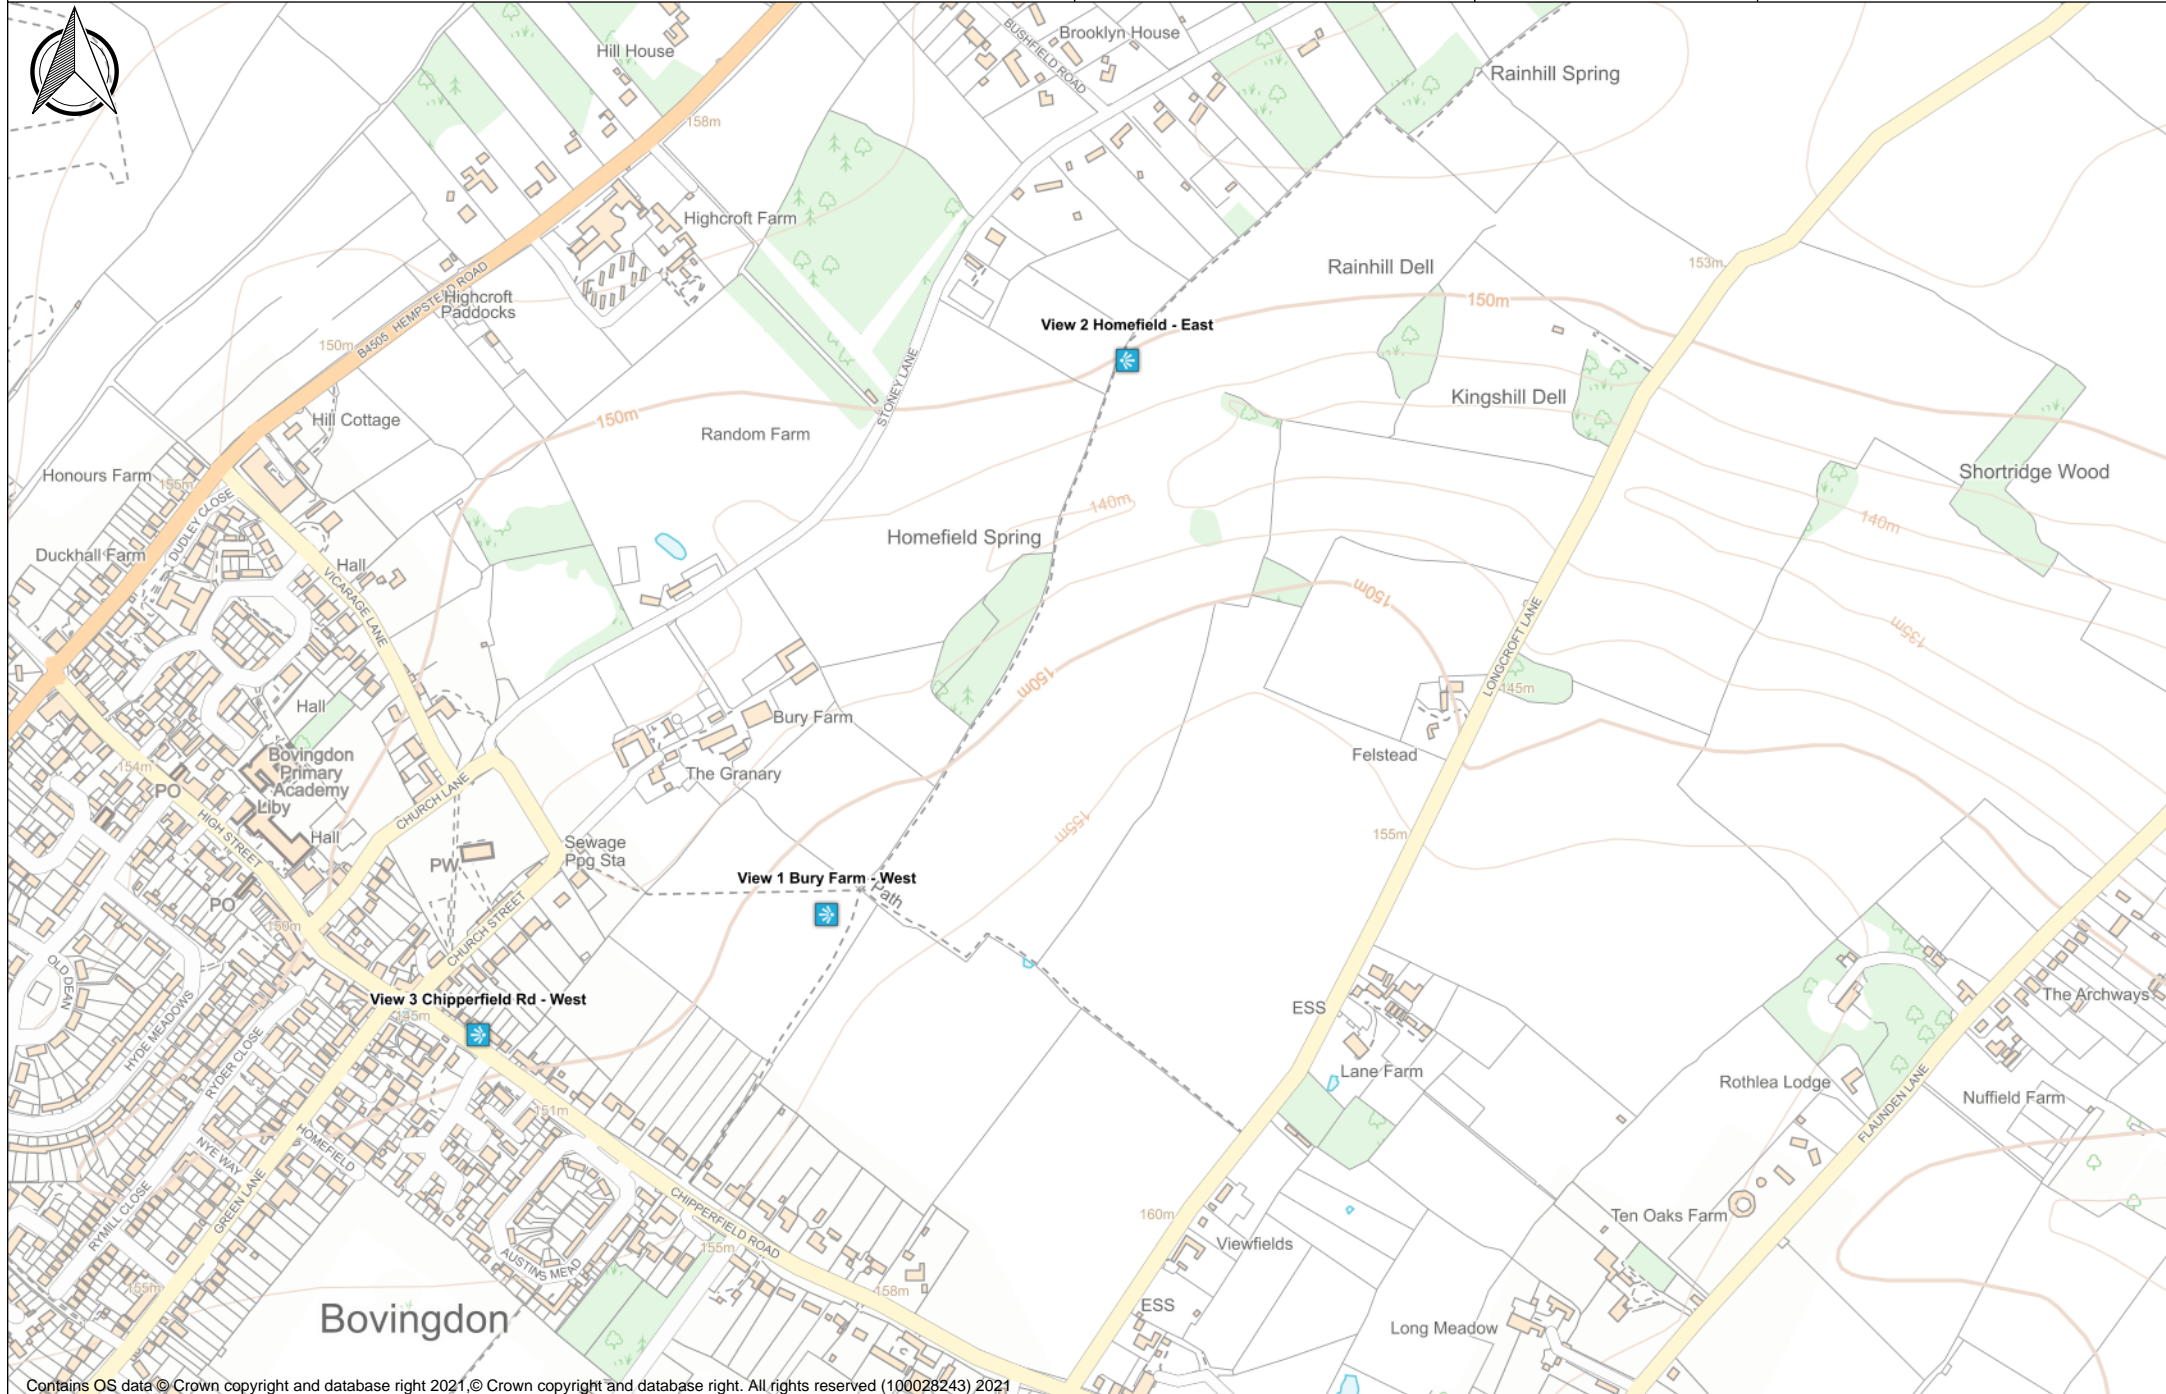 Hill House
BUSHFIELD ROAD
Brooklyn House
Rainhill Spring
158m
Highcroft Farm
Rainhill Dell
153m
150m
B4505 HEMPSTEAD ROAD
Highcroft
Paddocks
View 2 Homefield - East
150m
STONEY LANE
Kingshill Dell
150m
Hill Cottage
Random Farm
Honours Farm
155m
Shortridge Wood
DUDLEY CLOSE
140m
140m
Homefield Spring
Duckhall Farm
Hall
VICARAGE LANE
150m
LONGCROFT LANE
135m
150m
145m
Hall
Bury Farm
Felstead
Bovingdon
Primary
Academy
Liby
154m
PO
The Granary
CHURCH LANE
HIGH STREET
Hall
155m
155m
Sewage
Ppg Sta
PW
View 1 Bury Farm - West
Path
PO
150m
CHURCH STREET
OLD DEAN
HYDE MEADOWS
View 3 Chipperfield Rd - West
145m
ESS
The Archways
RYDER CLOSE
Lane Farm
Rothlea Lodge
Nuffield Farm
151m
FLAUNDEN LANE
HOMEFIELD
NYE WAY
RYMILL CLOSE
GREEN LANE
CHIPPERFIELD ROAD
160m
Ten Oaks Farm
Viewfields
155m
AUSTINS MEAD
155m
158m
Bovingdon
ESS
Long Meadow
Contains OS data © Crown copyright and database right 2021,© Crown copyright and database right. All rights reserved (100028243) 2021